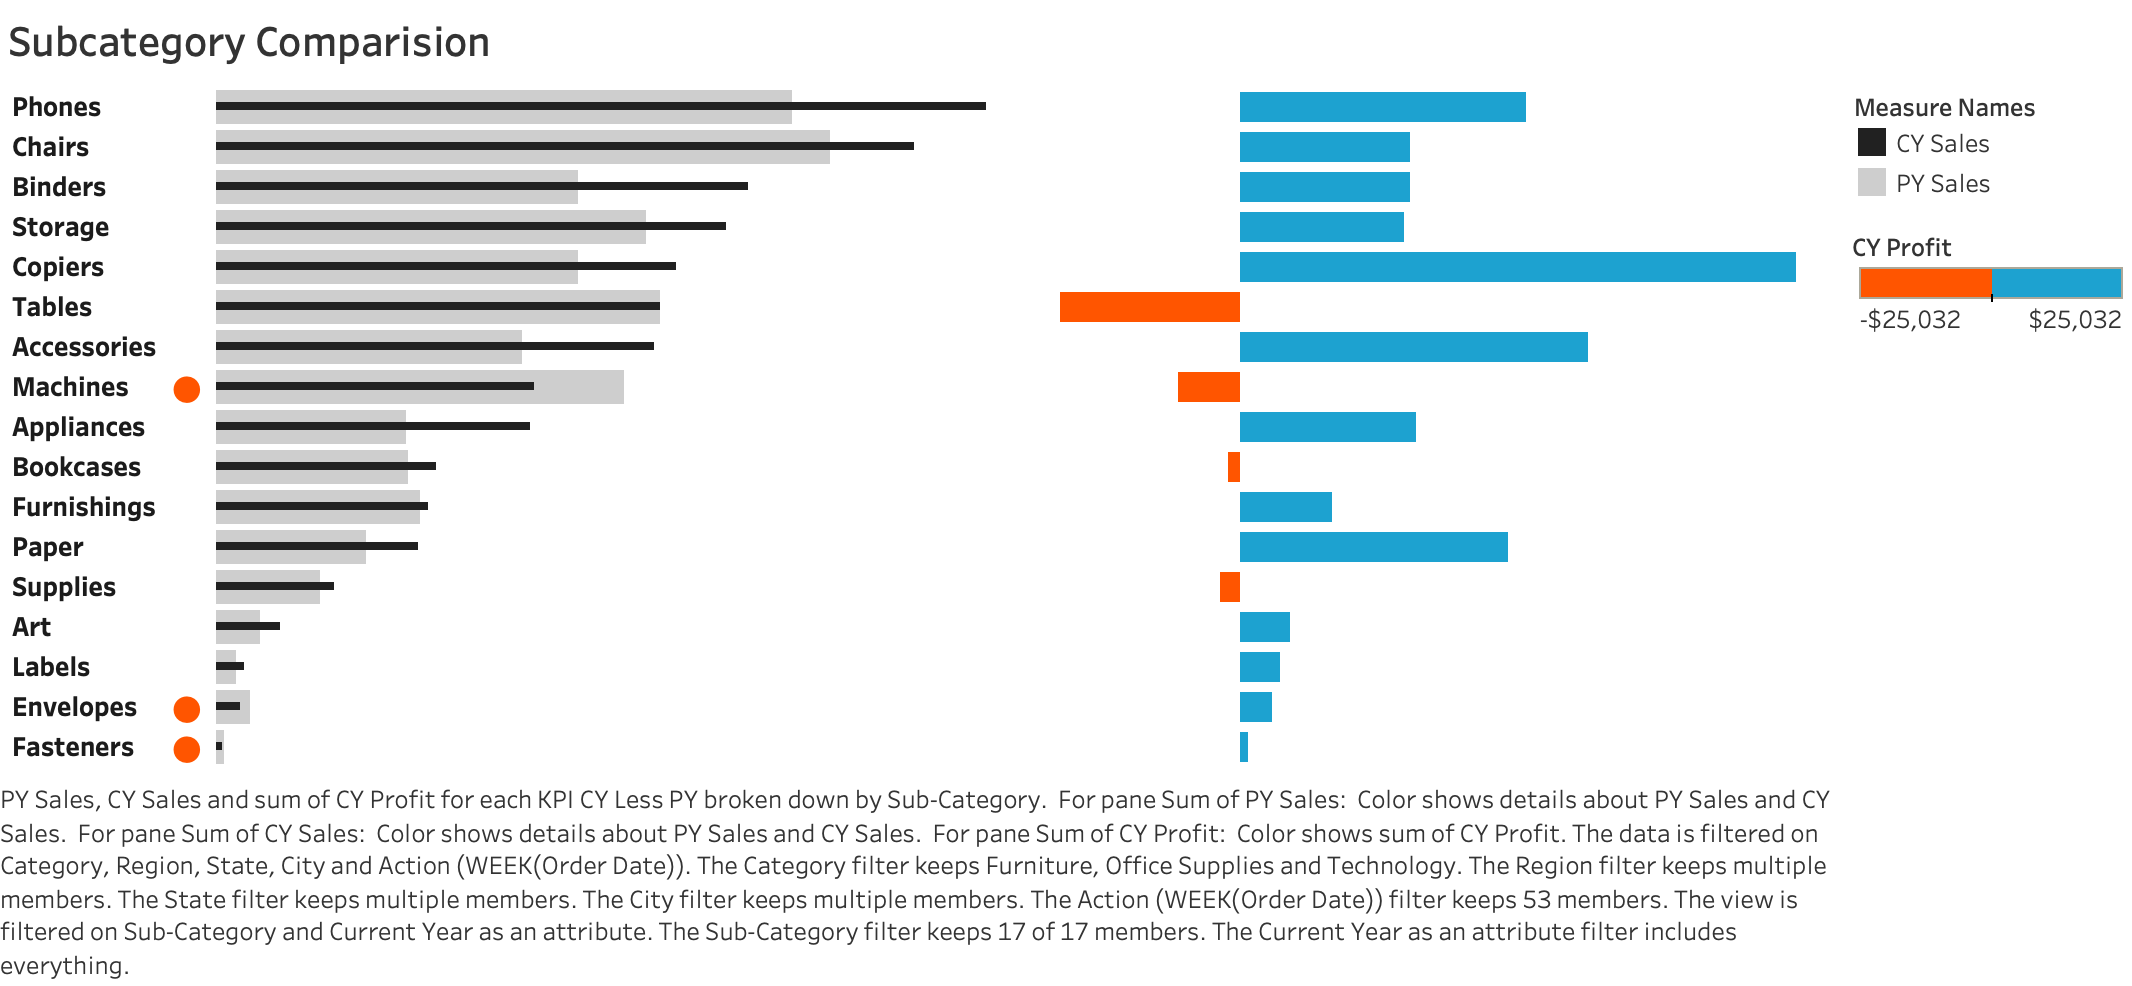 Subcategory Comparision
Phones
Chairs
Binders
Storage
Copiers
Tables
Accessories
Machines
Appliances
Bookcases
Furnishings
Paper
Supplies
Art
Labels
Envelopes
Fasteners
Measure Names
CY Sales
PY Sales
CY Profit
-$25,032 $25,032
PY Sales, CY Sales and sum of CY Profit for each KPI CY Less PY broken down by Sub-Category.  For pane Sum of PY Sales:  Color shows details about PY Sales and CY
Sales.  For pane Sum of CY Sales:  Color shows details about PY Sales and CY Sales.  For pane Sum of CY Profit:  Color shows sum of CY Profit. The data is filtered on
Category, Region, State, City and Action (WEEK(Order Date)). The Category filter keeps Furniture, Office Supplies and Technology. The Region filter keeps multiple
members. The State filter keeps multiple members. The City filter keeps multiple members. The Action (WEEK(Order Date)) filter keeps 53 members. The view is
filtered on Sub-Category and Current Year as an attribute. The Sub-Category filter keeps 17 of 17 members. The Current Year as an attribute filter includes
everything.